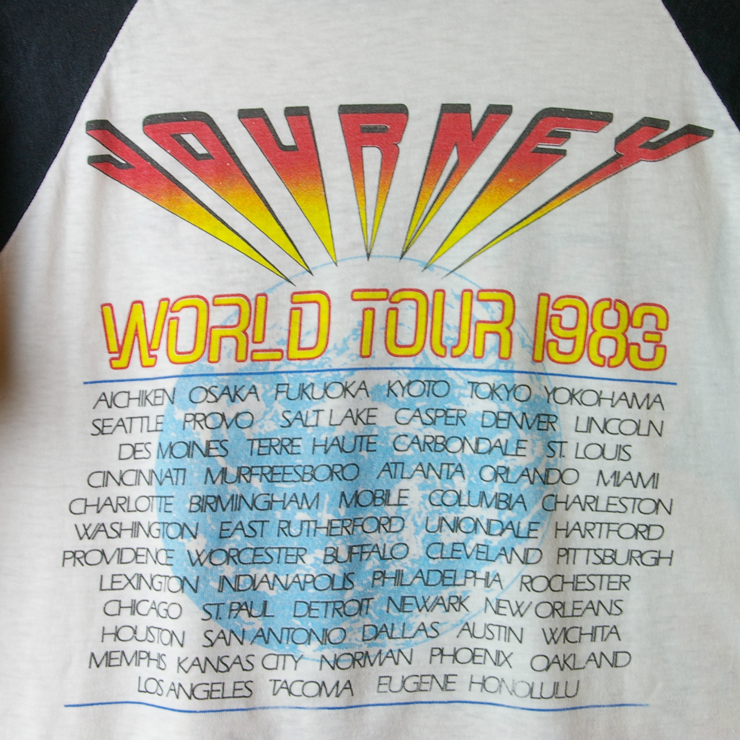 JOURNEY
WORLD TOUR 1983
AICHIKEN OSAKA FUKUOKA KYOTO TOKYO YOKOHAMA
SEATTLE PROVO SALT LAKE CASPER DENVER LINCOLN
DES MOINES TERRE HAUTE CARBONDALE ST. LOUIS
CINCINNATI MURFREESBORO ATLANTA ORLANDO MIAMI
CHARLOTTE BIRMINGHAM MOBILE COLUMBIA CHARLESTON
WASHINGTON EAST RUTHERFORD UNIONDALE HARTFORD
PROVIDENCE WORCESTER BUFFALO CLEVELAND PITTSBURGH
LEXINGTON INDIANAPOLIS PHILADELPHIA ROCHESTER
CHICAGO ST. PAUL DETROIT NEWARK NEW ORLEANS
HOUSTON SAN ANTONIO DALLAS AUSTIN WICHITA
MEMPHIS KANSAS CITY NORMAN PHOENIX OAKLAND
LOS ANGELES TACOMA EUGENE HONOLULU